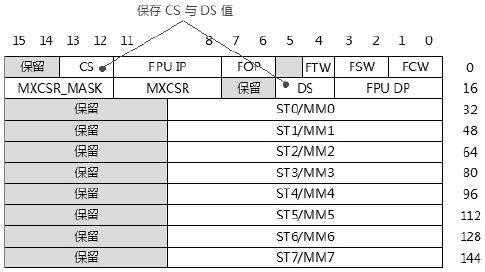 保存 CS 与 DS 值
15 14 13 12 11 8 7 6 5 4 3 2 1 0
保留 CS FPU IP FOP FTW FSW FCW 0
MXCSR_MASK MXCSR 保留 DS FPU DP 16
保留 ST0/MM0 32
保留 ST1/MM1 48
保留 ST2/MM2 64
保留 ST3/MM3 80
保留 ST4/MM4 96
保留 ST5/MM5 112
保留 ST6/MM6 128
保留 ST7/MM7 144